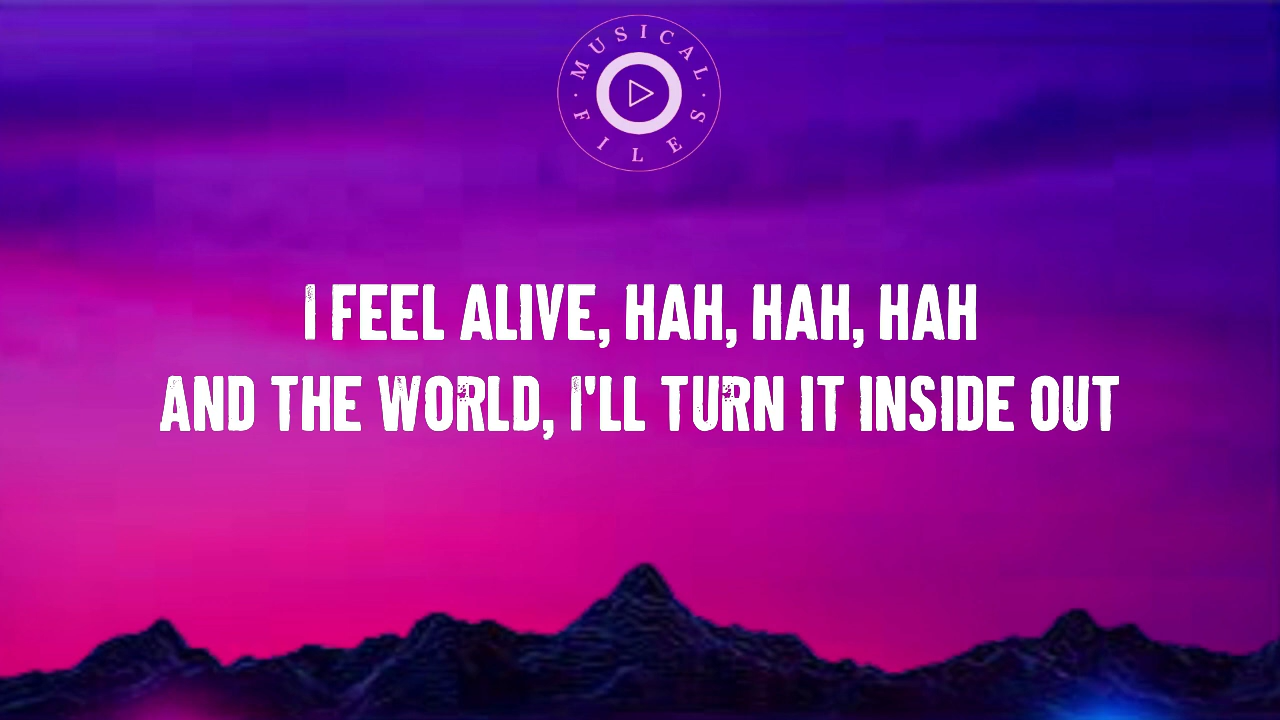 · MUSICAL ·
FILES
I FEEL ALIVE, HAH, HAH, HAH
AND THE WORLD, I'LL TURN IT INSIDE OUT